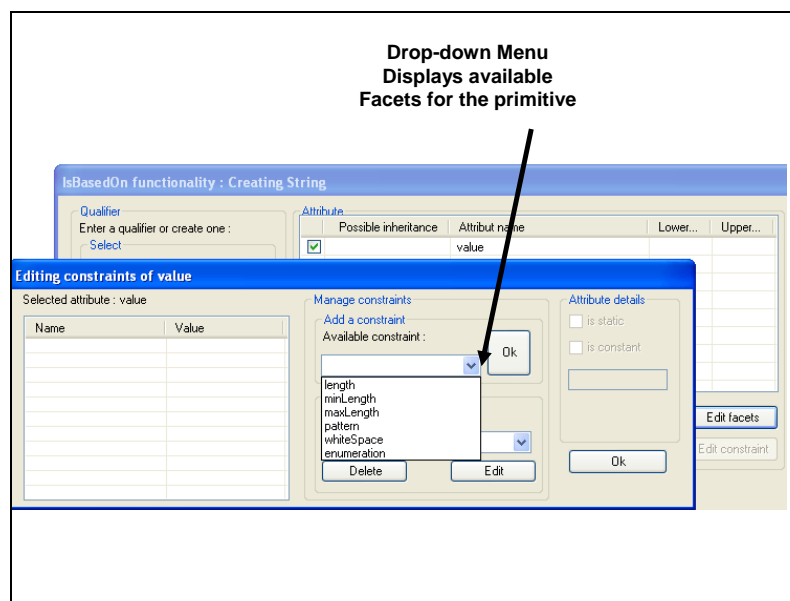 Drop-down Menu
Displays available
Facets for the primitive
IsBasedOn functionality : Creating String
Qualifier
Enter a qualifier or create one :
Select
Attribute
Possible inheritance Attribut name Lower... Upper...
value
Editing constraints of value
Selected attribute : value
Name Value
Manage constraints
Add a constraint
Available constraint :
Ok
length
minLength
maxLength
pattern
whiteSpace
enumeration
Delete Edit
Attribute details
is static
is constant
Ok
Edit facets
Edit constraint